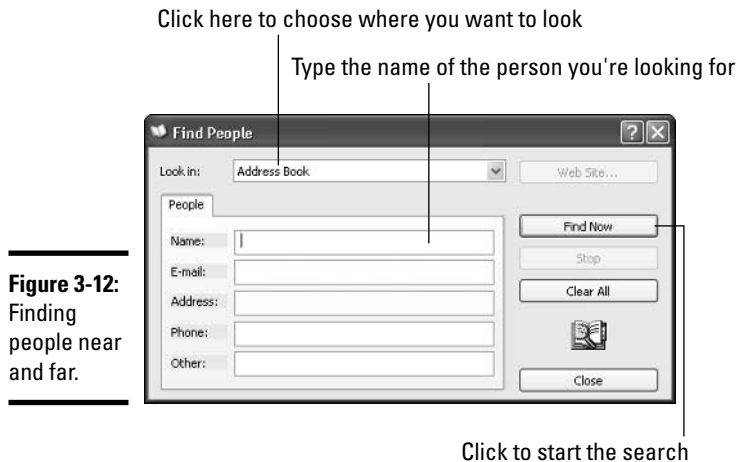 Click here to choose where you want to look
Type the name of the person you're looking for
Find People
Look in:
Address Book
Web Site...
People
Name:
Find Now
E-mail:
Stop
Address:
Clear All
Phone:
Other:
Close
Figure 3-12:
Finding
people near
and far.
Click to start the search